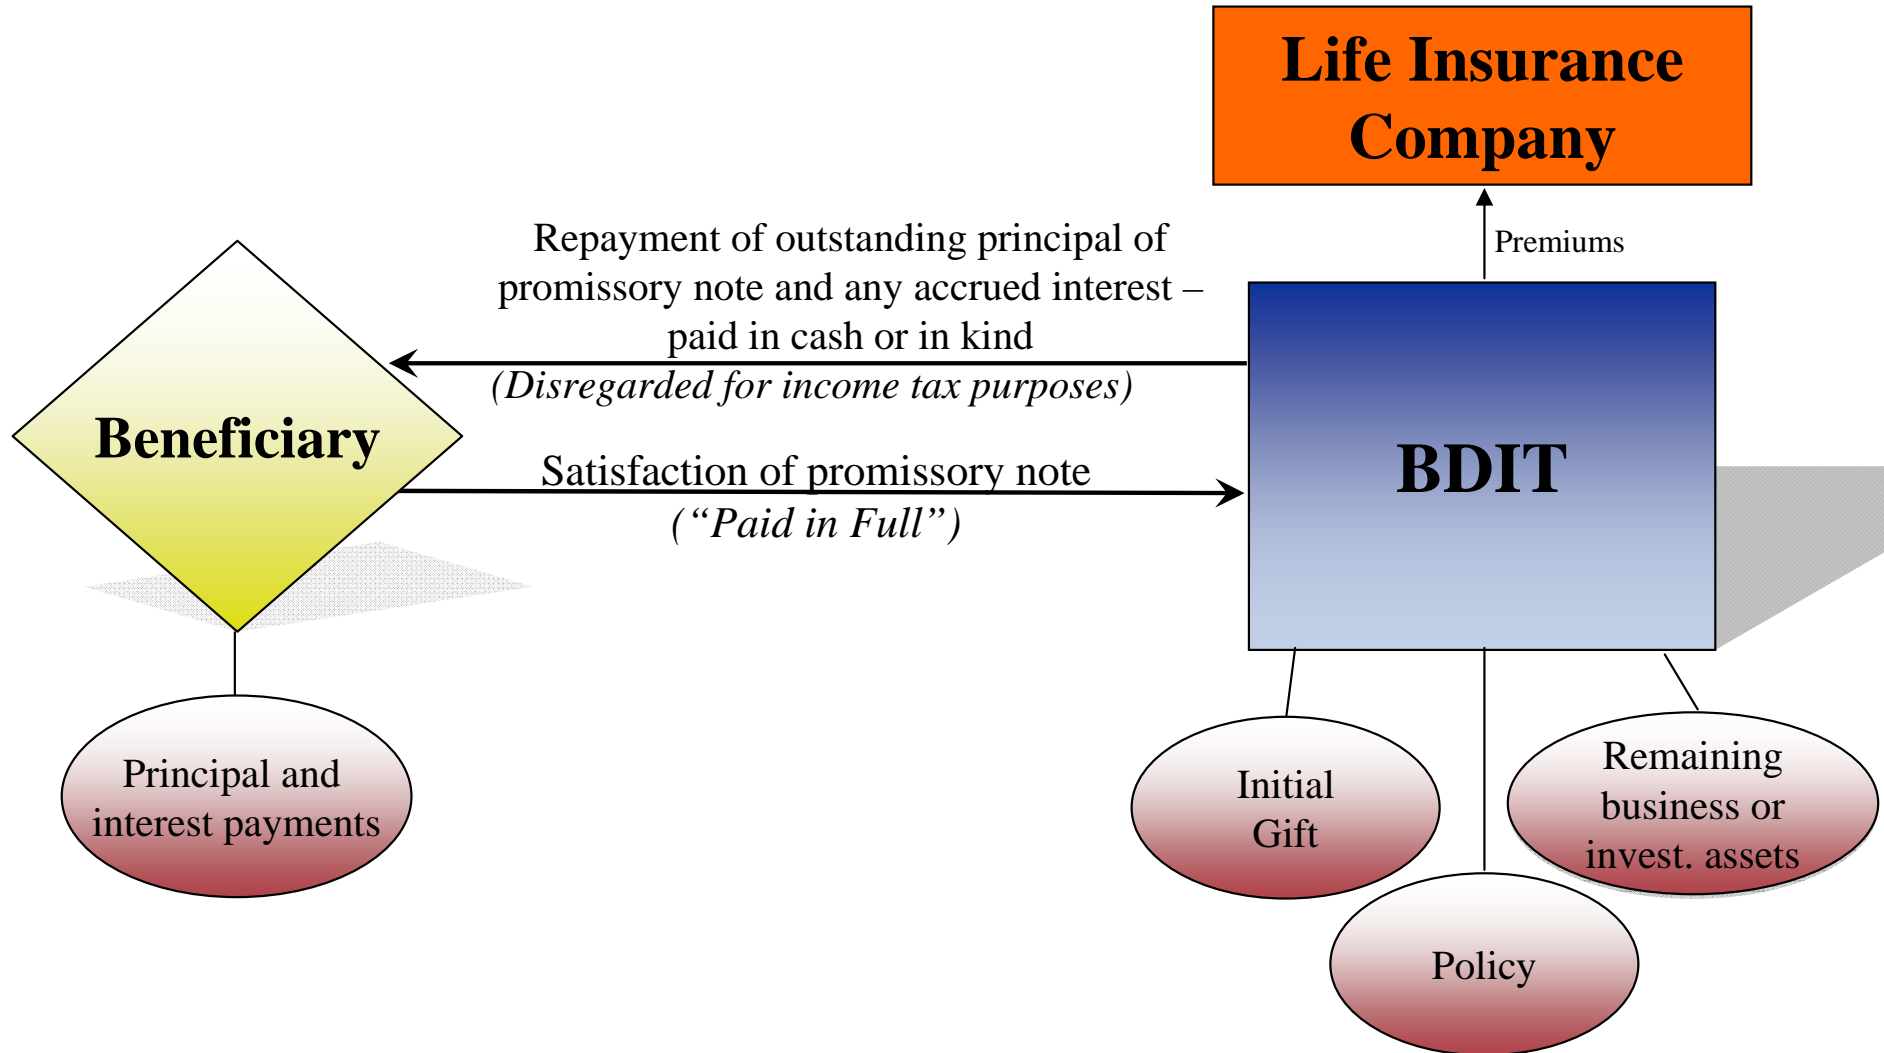 Life Insurance
Company
Premiums
Repayment of outstanding principal of
promissory note and any accrued interest –
paid in cash or in kind
(Disregarded for income tax purposes)
Beneficiary
Satisfaction of promissory note
(“Paid in Full”)
BDIT
Principal and
interest payments
Initial
Gift
Policy
Remaining
business or
invest. assets